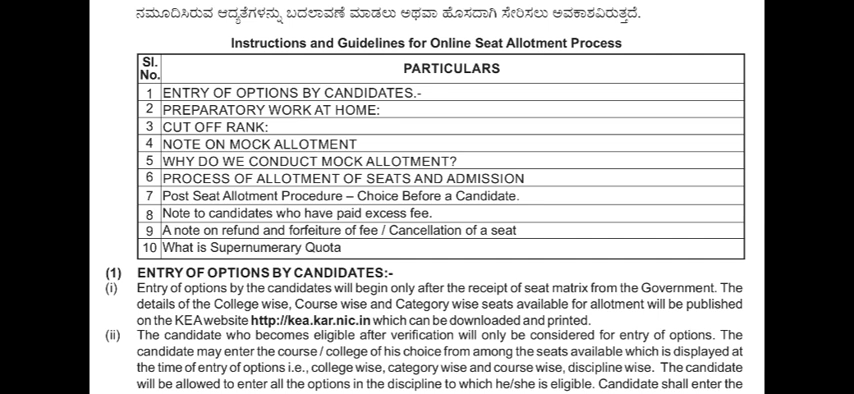 ನಮೂದಿಸಿರುವ ಆದ್ಯತೆಗಳನ್ನು ಬದಲಾವಣೆ ಮಾಡಲು ಅಥವಾ ಹೊಸದಾಗಿ ಸೇರಿಸಲು ಅವಕಾಶವಿರುತ್ತದೆ.
Instructions and Guidelines for Online Seat Allotment Process
Sl. No. PARTICULARS
1 ENTRY OF OPTIONS BY CANDIDATES.-
2 PREPARATORY WORK AT HOME:
3 CUT OFF RANK:
4 NOTE ON MOCK ALLOTMENT
5 WHY DO WE CONDUCT MOCK ALLOTMENT?
6 PROCESS OF ALLOTMENT OF SEATS AND ADMISSION
7 Post Seat Allotment Procedure – Choice Before a Candidate.
8 Note to candidates who have paid excess fee.
9 A note on refund and forfeiture of fee / Cancellation of a seat
10 What is Supernumerary Quota
(1) ENTRY OF OPTIONS BY CANDIDATES:-
(i) Entry of options by the candidates will begin only after the receipt of seat matrix from the Government. The
details of the College wise, Course wise and Category wise seats available for allotment will be published
on the KEA website http://kea.kar.nic.in which can be downloaded and printed.
(ii) The candidate who becomes eligible after verification will only be considered for entry of options. The
candidate may enter the course / college of his choice from among the seats available which is displayed at
the time of entry of options i.e., college wise, category wise and course wise, discipline wise. The candidate
will be allowed to enter all the options in the discipline to which he/she is eligible. Candidate shall enter the